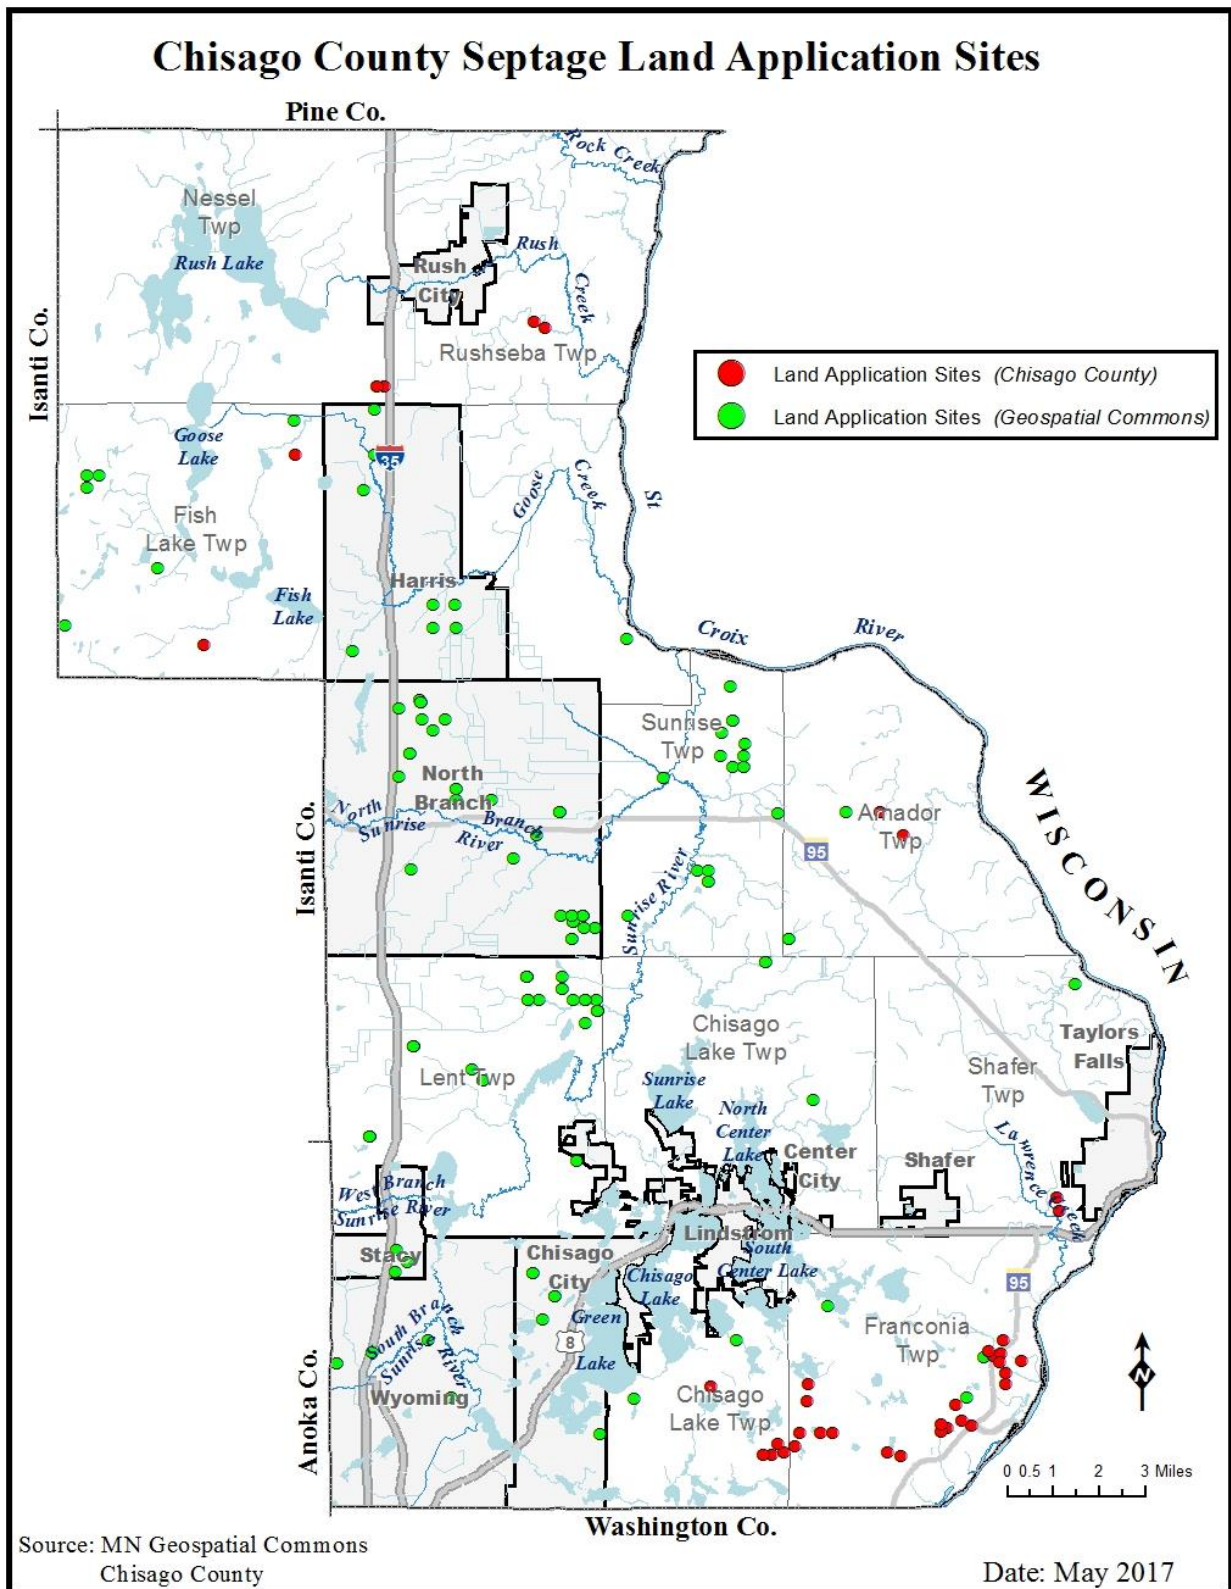 Chisago County Septage Land Application Sites
Pine Co.
Rock Creek
Nessel
Twp
Rush Lake
Rush
City
Rush
Creek
Rushseba Twp
Isanti Co.
Land Application Sites (Chisago County)
Land Application Sites (Geospatial Commons)
Goose
Lake
35
Goose
Creek
St
Fish
Lake Twp
Harris
Fish
Lake
Croix
River
Sunrise
Twp
North
Branch
North
Branch
Sunrise
River
Isanti Co.
Amador
Twp
95
WISCONSIN
Sunrise River
Chisago
Lake Twp
Taylors
Falls
Shafer
Twp
Lent Twp
Sunrise
Lake
North
Center
Lake
Center
City
Shafer
Lawrence Creek
West Branch
Sunrise River
Lindstrom
Stacy
Chisago
City
South
Center Lake
Chisago
Lake
95
Green
Lake
Franconia
Twp
South Branch
Sunrise River
8
N
Wyoming
Chisago
Lake Twp
Anoka Co.
0 0.5 1 2 3 Miles
Washington Co.
Source: MN Geospatial Commons
Chisago County
Date: May 2017